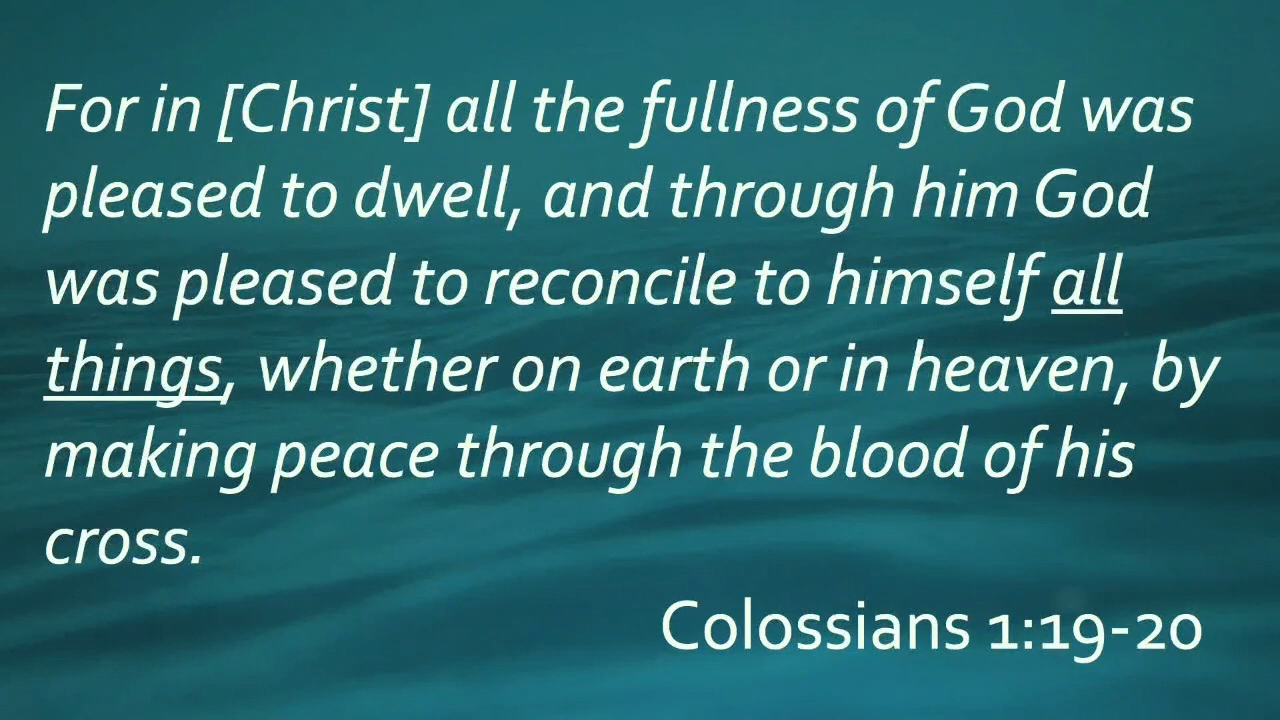 For in [Christ] all the fullness of God was
pleased to dwell, and through him God
was pleased to reconcile to himself all
things, whether on earth or in heaven, by
making peace through the blood of his
cross.
Colossians 1:19-20